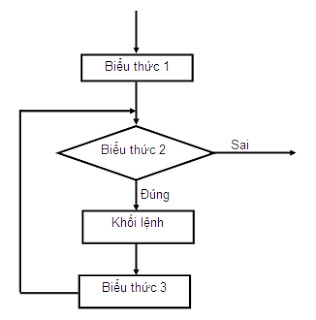 Biểu thức 1
Biểu thức 2
Sai
Đúng
Khối lệnh
Biểu thức 3